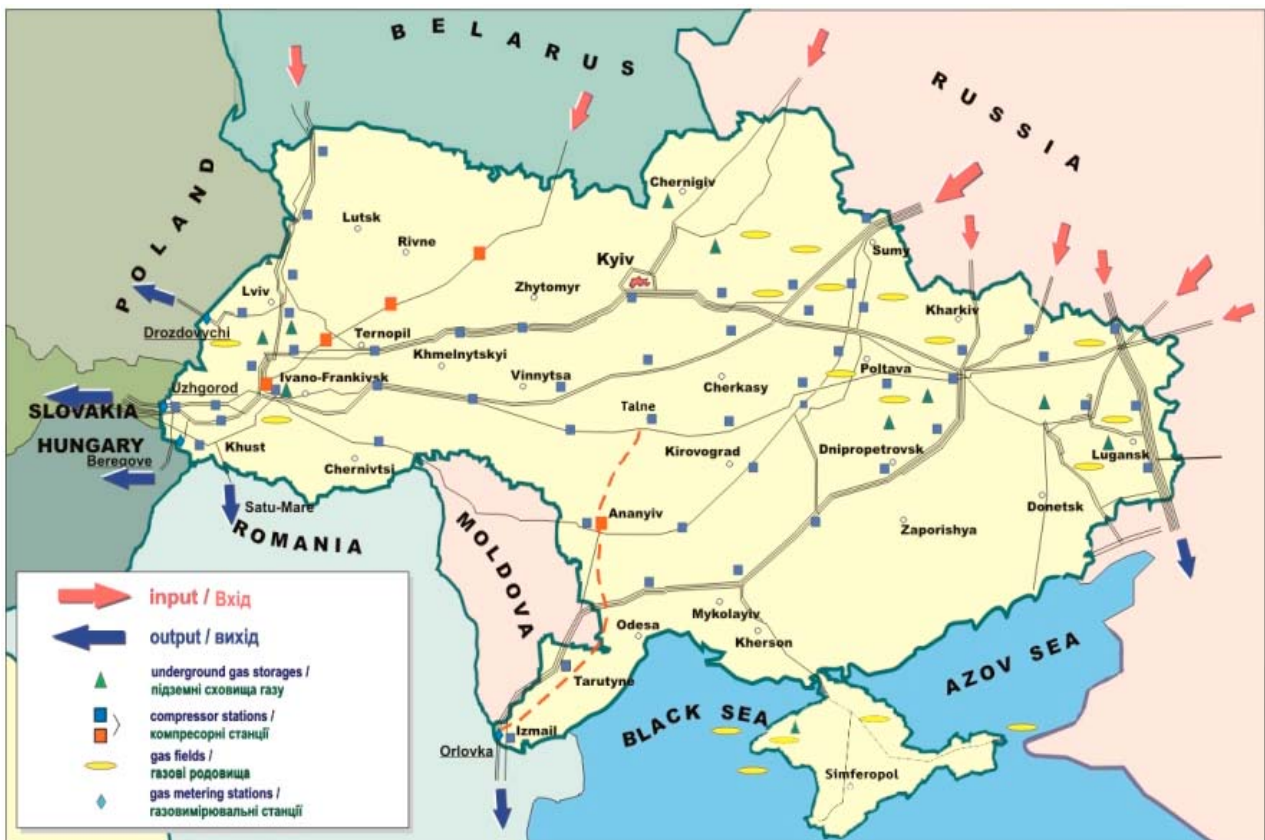 BELARUS
RUSSIA
POLAND
Chernigiv
Lutsk
Rivne
Kyiv
Sumy
Zhytomyr
Lviv
Kharkiv
Drozdovychi
Ternopil
Khmelnytskyi
Poltava
Uzhgorod
Ivano-Frankivsk
Vinnytsa
Cherkasy
SLOVAKIA
Talne
HUNGARY
Khust
Beregove
Chernivtsi
Kirovograd
Dnipropetrovsk
Lugansk
Satu-Mare
ROMANIA
MOLDOVA
Ananyiv
Donetsk
Zaporishya
Mykolayiv
Odesa
Kherson
AZOV SEA
Tarutyne
BLACK SEA
Izmail
Orlovka
Simferopol
input / Вхід
output / вихід
underground gas storages /
підземні сховища газу
compressor stations /
компресорні станції
gas fields /
газові родовища
gas metering stations /
газовимірювальні станції